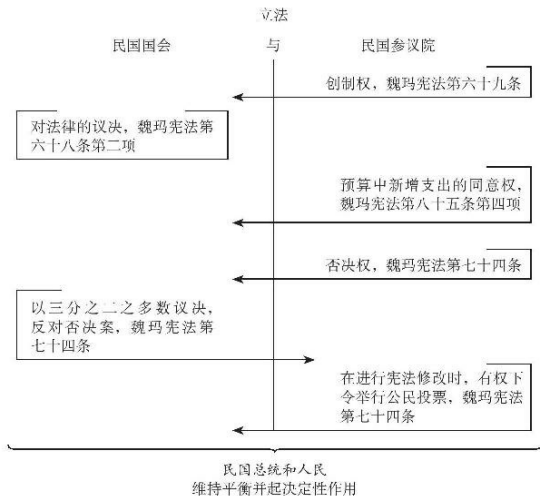 立法
民国国会 与 民国参议院
创制权，魏玛宪法第六十九条
对法律的议决，魏玛宪法第
六十八条第二项
预算中新增支出的同意权，
魏玛宪法第八十五条第四项
否决权，魏玛宪法第七十四条
以三分之二之多数议决，
反对否决案，魏玛宪法第
七十四条
在进行宪法修改时，有权下
令举行公民投票，魏玛宪法
第七十四条
民国总统和人民
维持平衡并起决定性作用